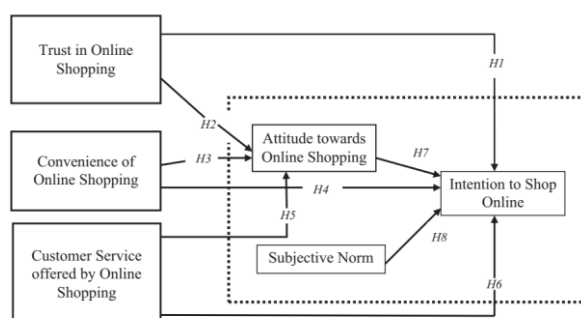 Trust in Online
Shopping
H1
H2
Attitude towards
Online Shopping
H7
H3
Convenience of
Online Shopping
H4
Intention to Shop
Online
H5
H8
Customer Service
offered by Online
Shopping
Subjective Norm
H6